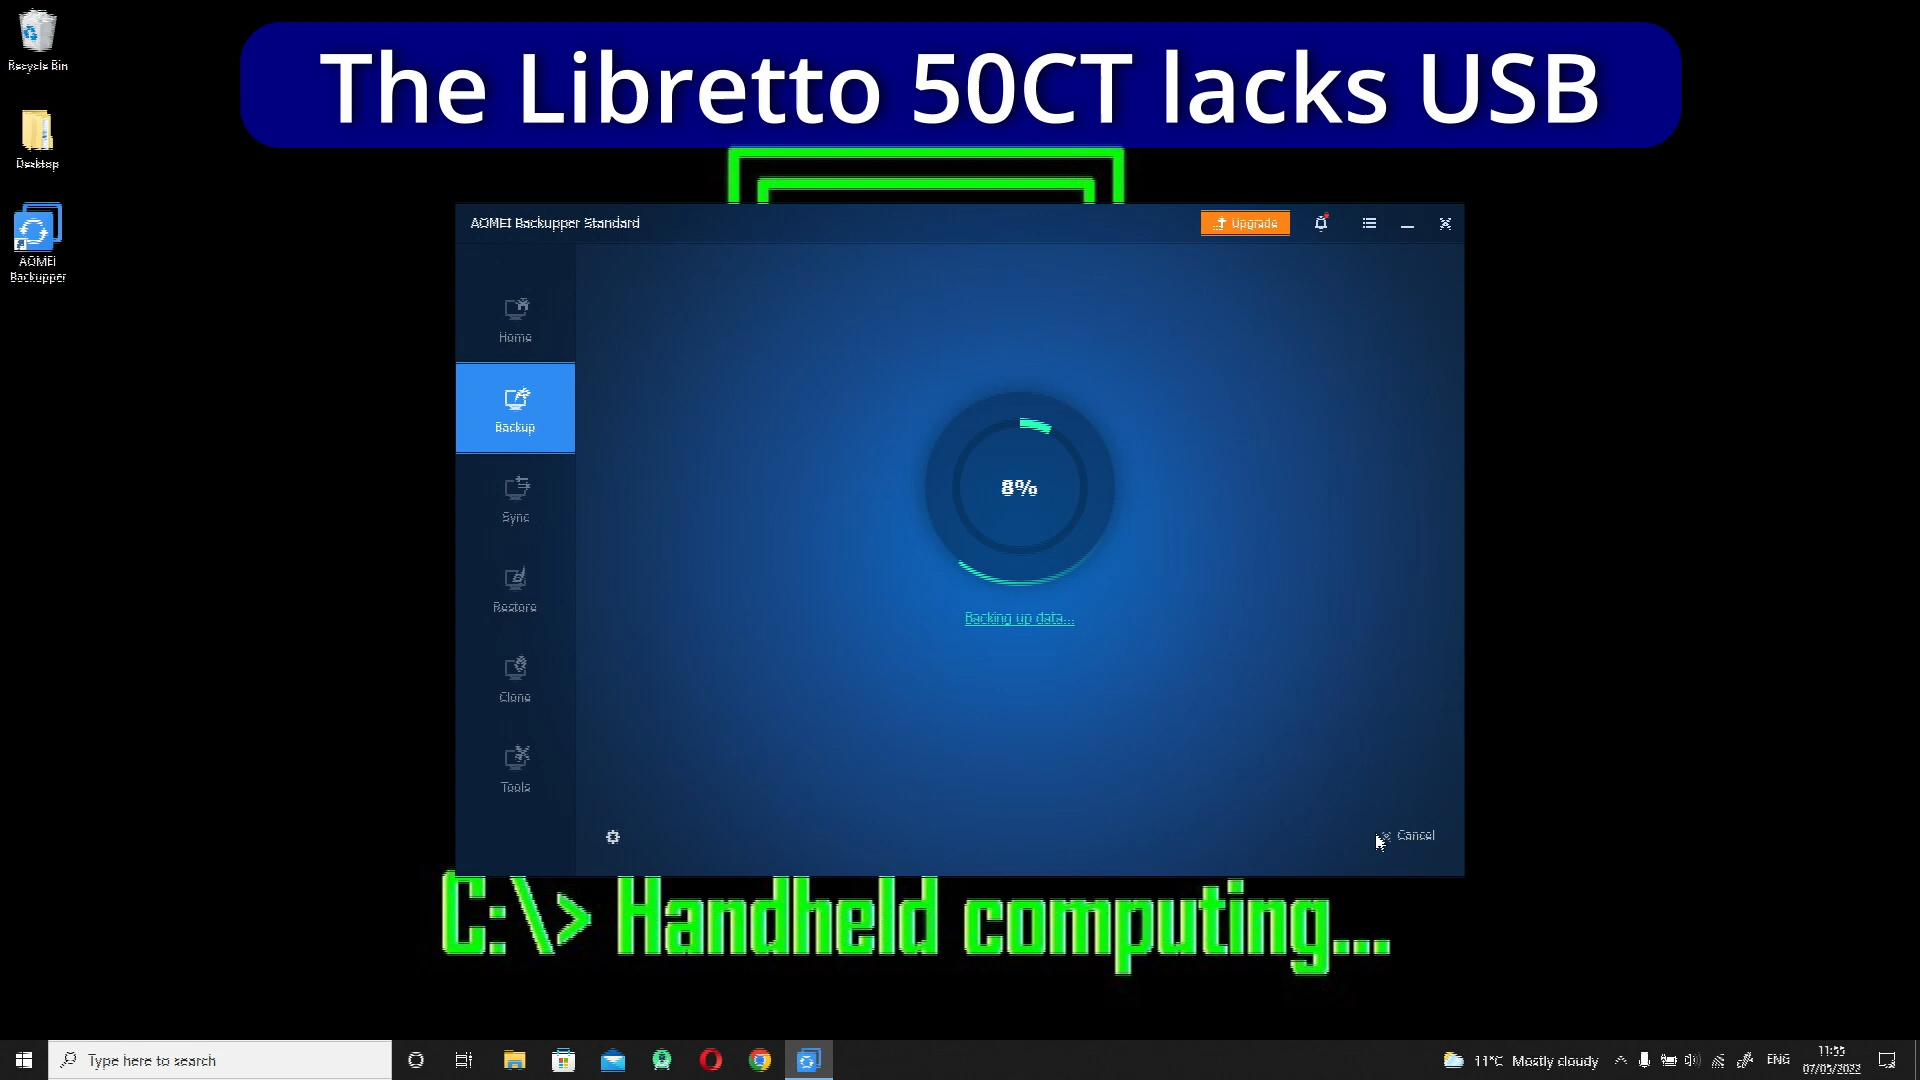 The Libretto 50CT lacks USB
Recycle Bin
Desktop
AOMEI
Backupper
AOMEI Backupper Standard
Upgrade
Home
Backup
Sync
Restore
Clone
Tools
8%
Backing up data...
Cancel
C:\> Handheld computing...
Type here to search
11°C Mostly cloudy
ENG
11:55